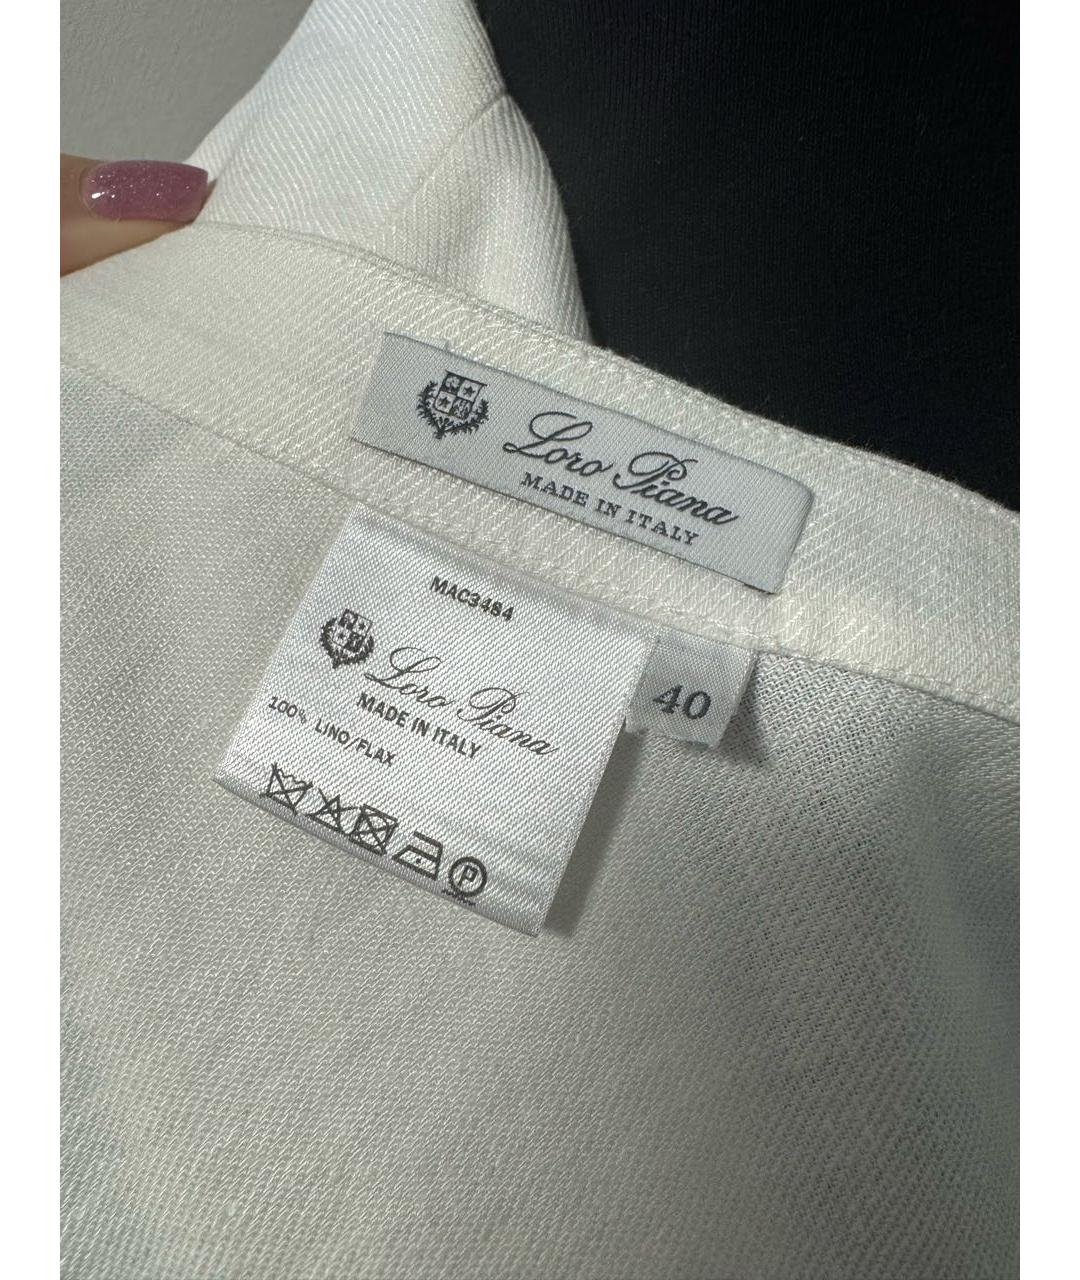 Loro Piana
MADE IN ITALY
MAC3484
Loro Piana
MADE IN ITALY
100% LINO/FLAX
40
P